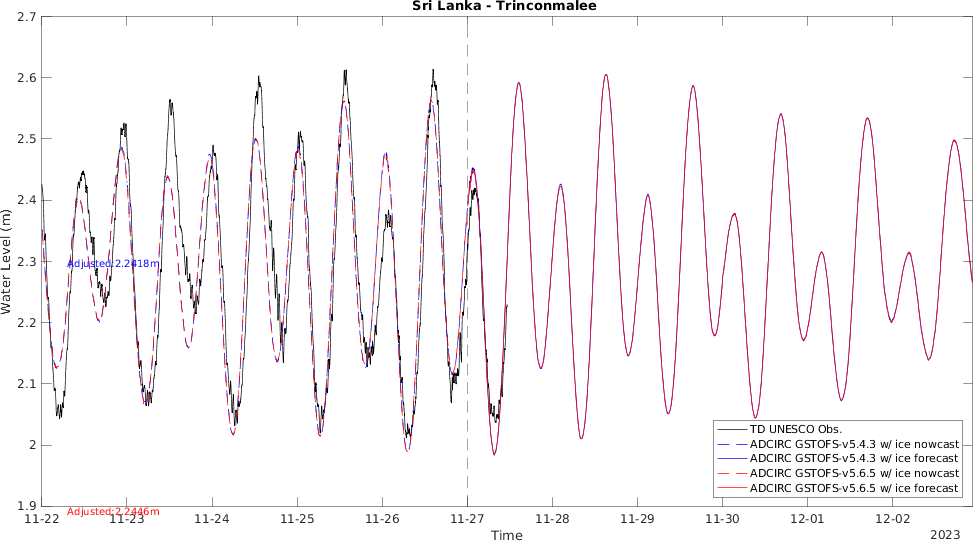 Sri Lanka - Trinconmalee
2.7
2.6
2.5
2.4
2.3
2.2
2.1
2
1.9
Water Level (m)
Adjusted:2.2418m
Adjusted:2.2446m
TD UNESCO Obs.
ADCIRC GSTOFS-v5.4.3 w/ ice nowcast
ADCIRC GSTOFS-v5.4.3 w/ ice forecast
ADCIRC GSTOFS-v5.6.5 w/ ice nowcast
ADCIRC GSTOFS-v5.6.5 w/ ice forecast
11-22 11-23 11-24 11-25 11-26 11-27 11-28 11-29 11-30 12-01 12-02
Time
2023